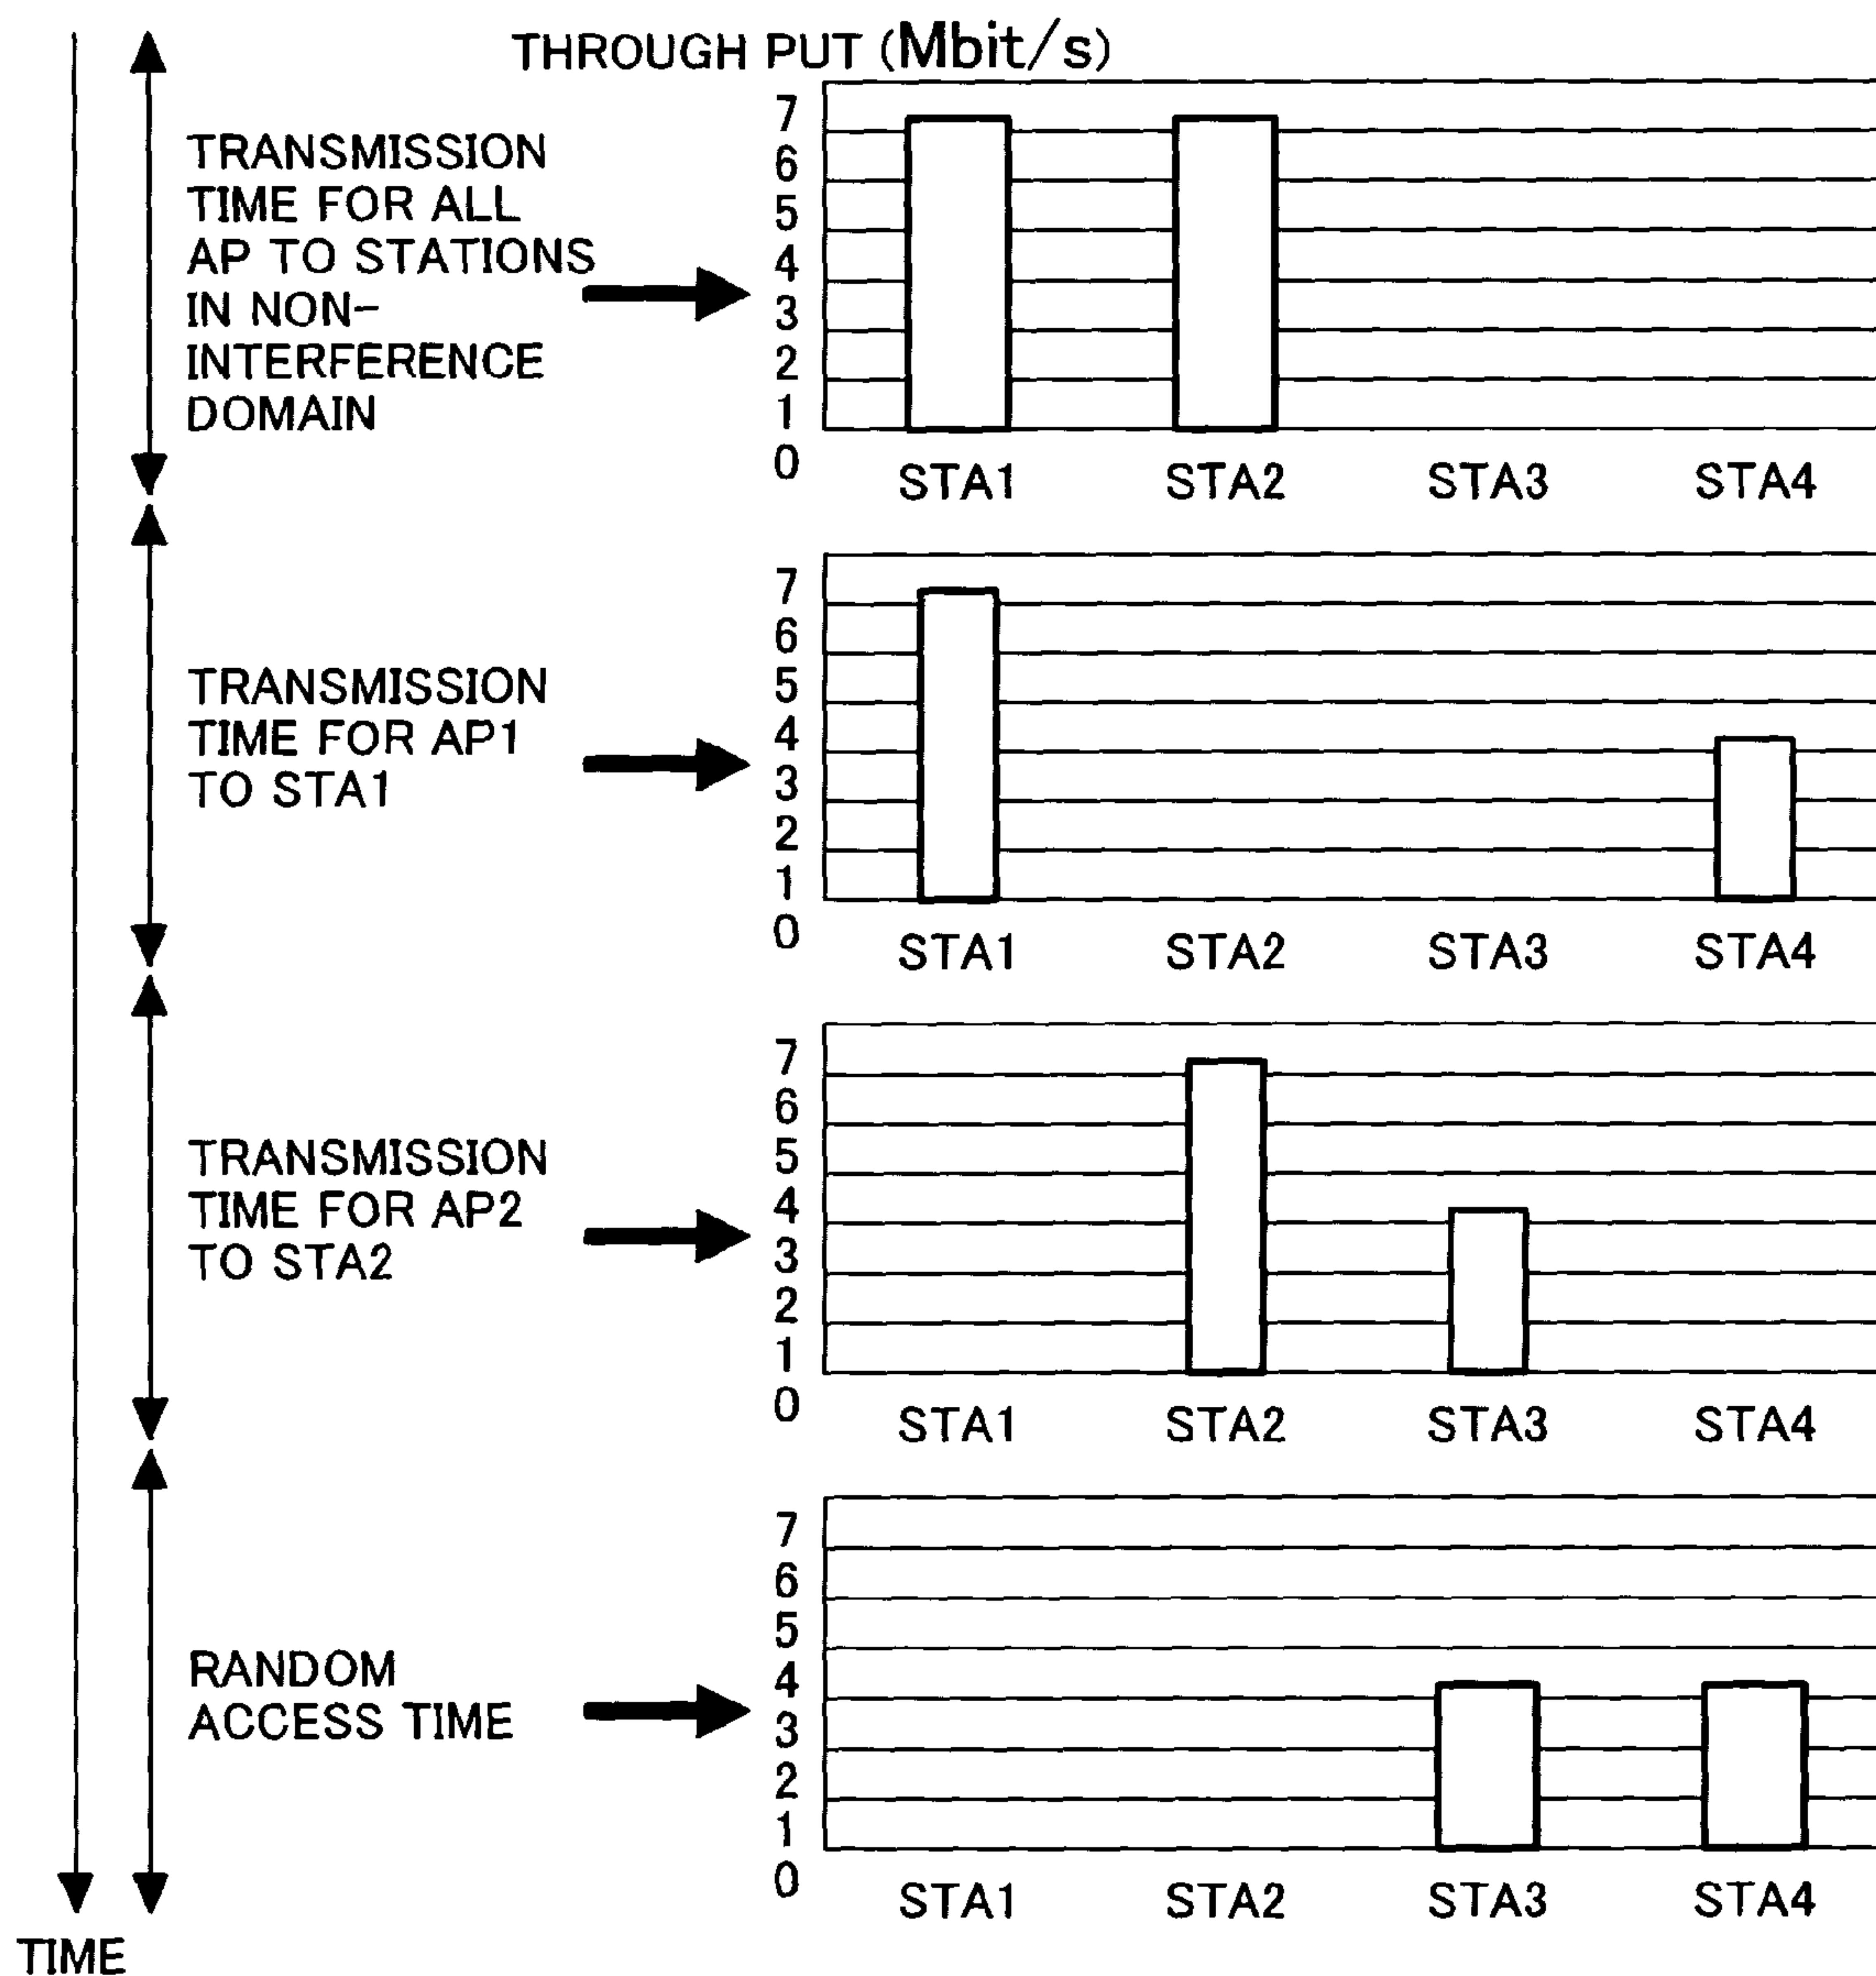 THROUGH PUT (Mbit/s)
TRANSMISSION
TIME FOR ALL
AP TO STATIONS
IN NON-
INTERFERENCE
DOMAIN
7
6
5
4
3
2
1
0
STA1 STA2 STA3 STA4
TRANSMISSION
TIME FOR AP1
TO STA1
7
6
5
4
3
2
1
0
STA1 STA2 STA3 STA4
TRANSMISSION
TIME FOR AP2
TO STA2
7
6
5
4
3
2
1
0
STA1 STA2 STA3 STA4
RANDOM
ACCESS TIME
7
6
5
4
3
2
1
0
STA1 STA2 STA3 STA4
TIME